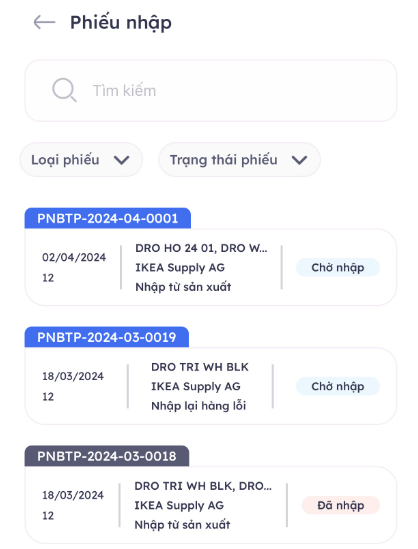 Phiếu nhập
Tìm kiếm
Loại phiếu
Trạng thái phiếu
PNBTP-2024-04-0001
02/04/2024
12
DRO HO 24 01, DRO W...
IKEA Supply AG
Nhập từ sản xuất
Chờ nhập
PNBTP-2024-03-0019
18/03/2024
12
DRO TRI WH BLK
IKEA Supply AG
Nhập lại hàng lỗi
Chờ nhập
PNBTP-2024-03-0018
18/03/2024
12
DRO TRI WH BLK, DRO...
IKEA Supply AG
Nhập từ sản xuất
Đã nhập